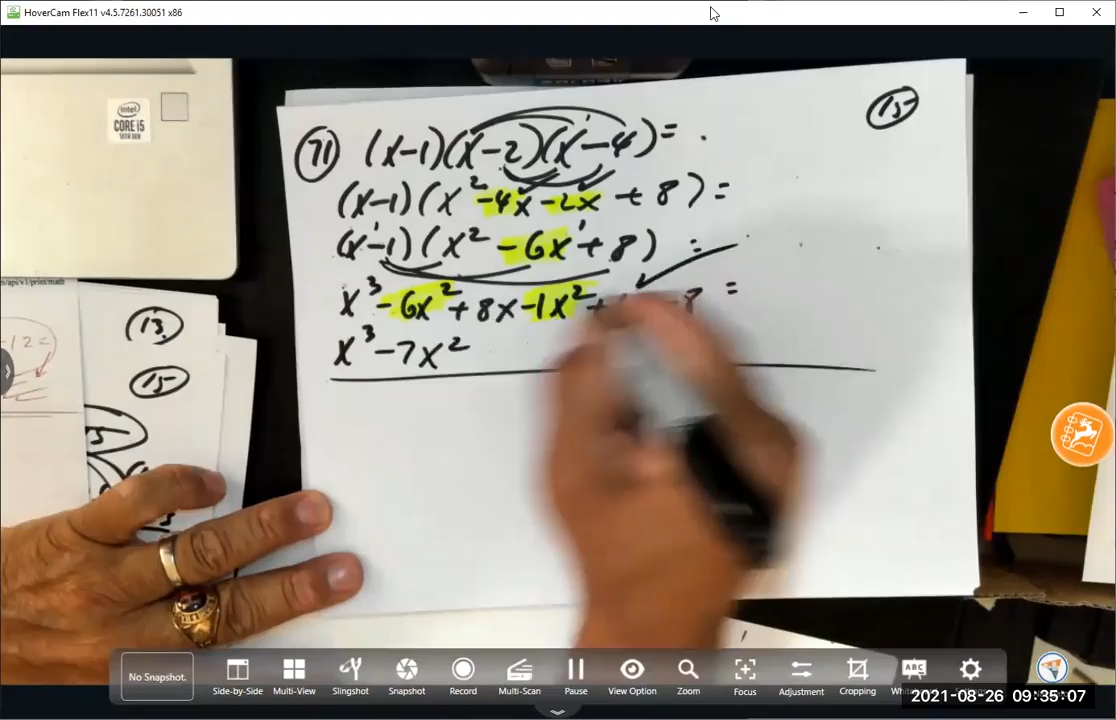 HoverCam Flex11 v4.5.7261.30051 x86
intel
CORE i5
71 (x-1)(x-2)(x-4)=
15
(x-1)(x²-4x-2x+8)=
(x-1)(x²-6x+8)
x³-6x²+8x-1x²+ -8=
x³-7x²
13
15
-12=
No Snapshot.
Side-by-Side Multi-View Slingshot Snapshot Record Multi-Scan Pause View Option Zoom Focus Adjustment Cropping
ABC
2021-08-26 09:35:07